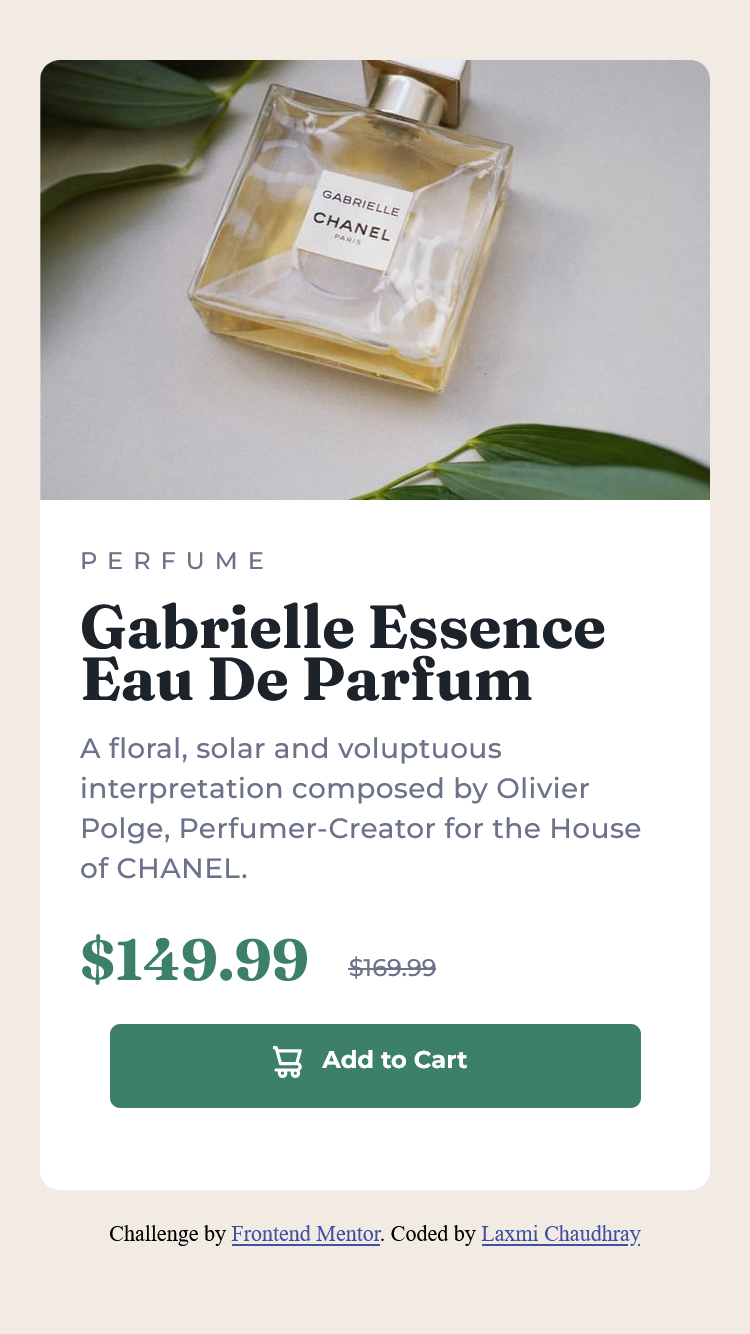 GABRIELLE
CHANEL
PARIS
PERFUME
Gabrielle Essence
Eau De Parfum
A floral, solar and voluptuous
interpretation composed by Olivier
Polge, Perfumer-Creator for the House
of CHANEL.
$149.99 $169.99
Add to Cart
Challenge by Frontend Mentor. Coded by Laxmi Chaudhray